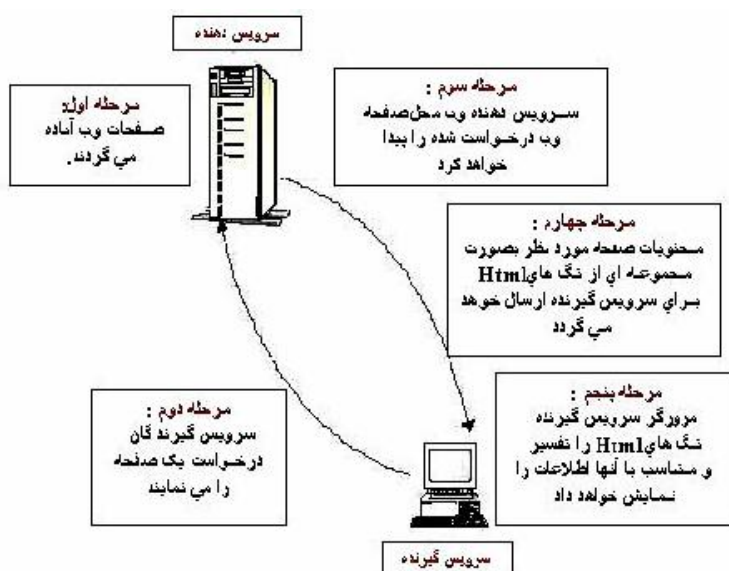 سرویس دهنده
مرحله اول:
صفحات وب آماده
می گردند.
مرحله دوم :
سرویس گیرندگان
درخواست یک صفحه
را می نمایند
مرحله سوم :
سرویس دهنده وب محل صفحه
وب درخواست شده را پیدا
خواهد کرد
مرحله چهارم :
محتویات صفحه مورد نظر بصورت
مجموعه ای از تگ های Html
برای سرویس گیرنده ارسال خواهد
می گردد
مرحله پنجم :
مرورگر سرویس گیرنده
تگ های Html را تفسیر
و متناسب با آنها اطلاعات را
نمایش خواهد داد
سرویس گیرنده